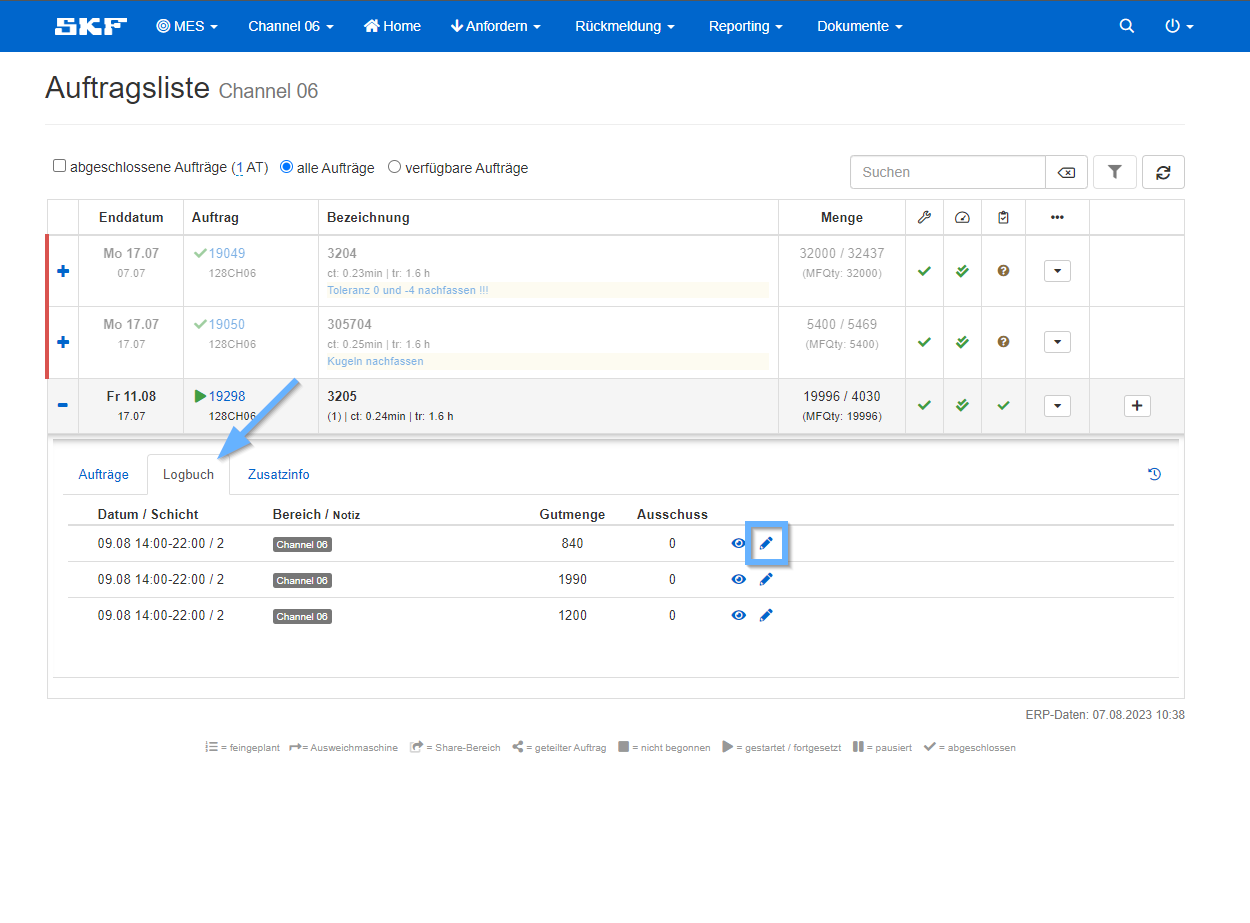 SKF MES Channel 06 Home Anfordern Rückmeldung Reporting Dokumente
Auftragsliste Channel 06
abgeschlossene Aufträge (1 AT) alle Aufträge verfügbare Aufträge Suchen
Enddatum Auftrag Bezeichnung Menge
Mo 17.07 19049 3204 32000 / 32437
07.07 128CH06 ct: 0.23min | tr: 1.6 h (MFQty: 32000)
Toleranz 0 und -4 nachfassen !!!
Mo 17.07 19050 305704 5400 / 5469
17.07 128CH06 ct: 0.25min | tr: 1.6 h (MFQty: 5400)
Kugeln nachfassen
Fr 11.08 19298 3205 19996 / 4030
17.07 128CH06 (1) | ct: 0.24min | tr: 1.6 h (MFQty: 19996)
Aufträge Logbuch Zusatzinfo
Datum / Schicht Bereich / Notiz Gutmenge Ausschuss
09.08 14:00-22:00 / 2 Channel 06 840 0
09.08 14:00-22:00 / 2 Channel 06 1990 0
09.08 14:00-22:00 / 2 Channel 06 1200 0
ERP-Daten: 07.08.2023 10:38
= feingeplant = Ausweichmaschine = Share-Bereich = geteilter Auftrag = nicht begonnen = gestartet / fortgesetzt = pausiert = abgeschlossen